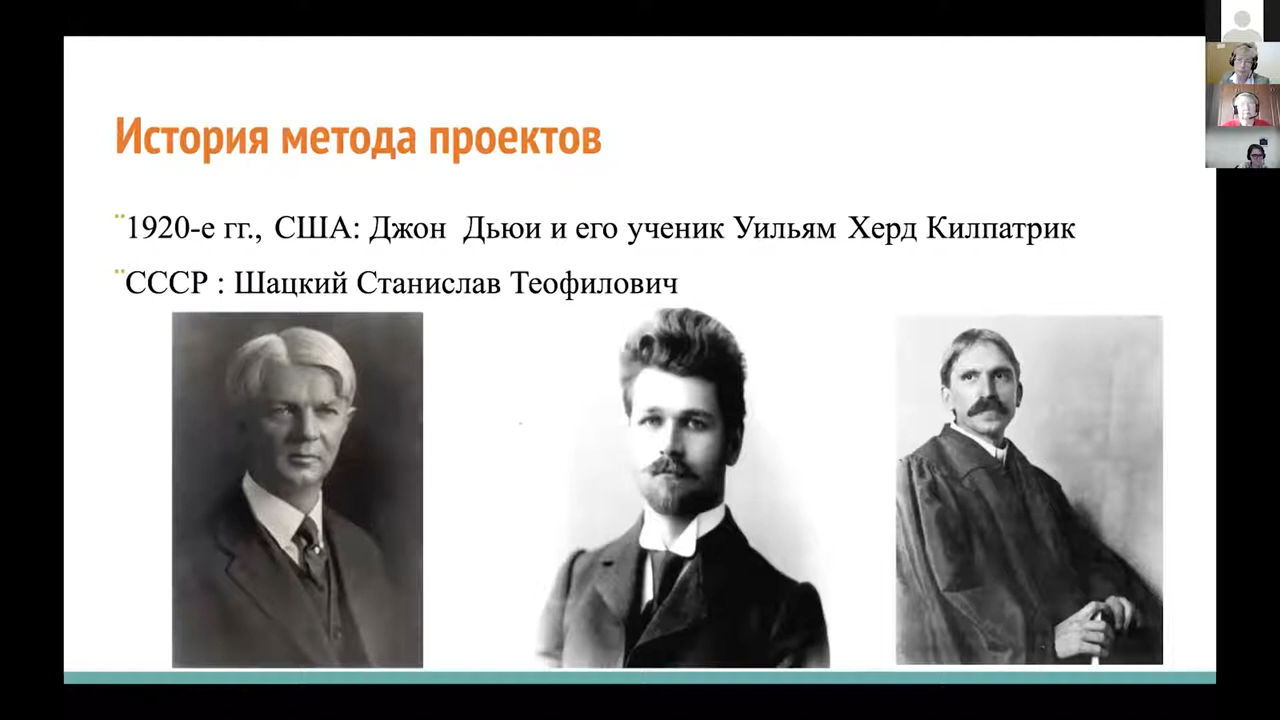 История метода проектов
¨1920-е гг., США: Джон Дьюи и его ученик Уильям Херд Килпатрик
¨СССР : Шацкий Станислав Теофилович